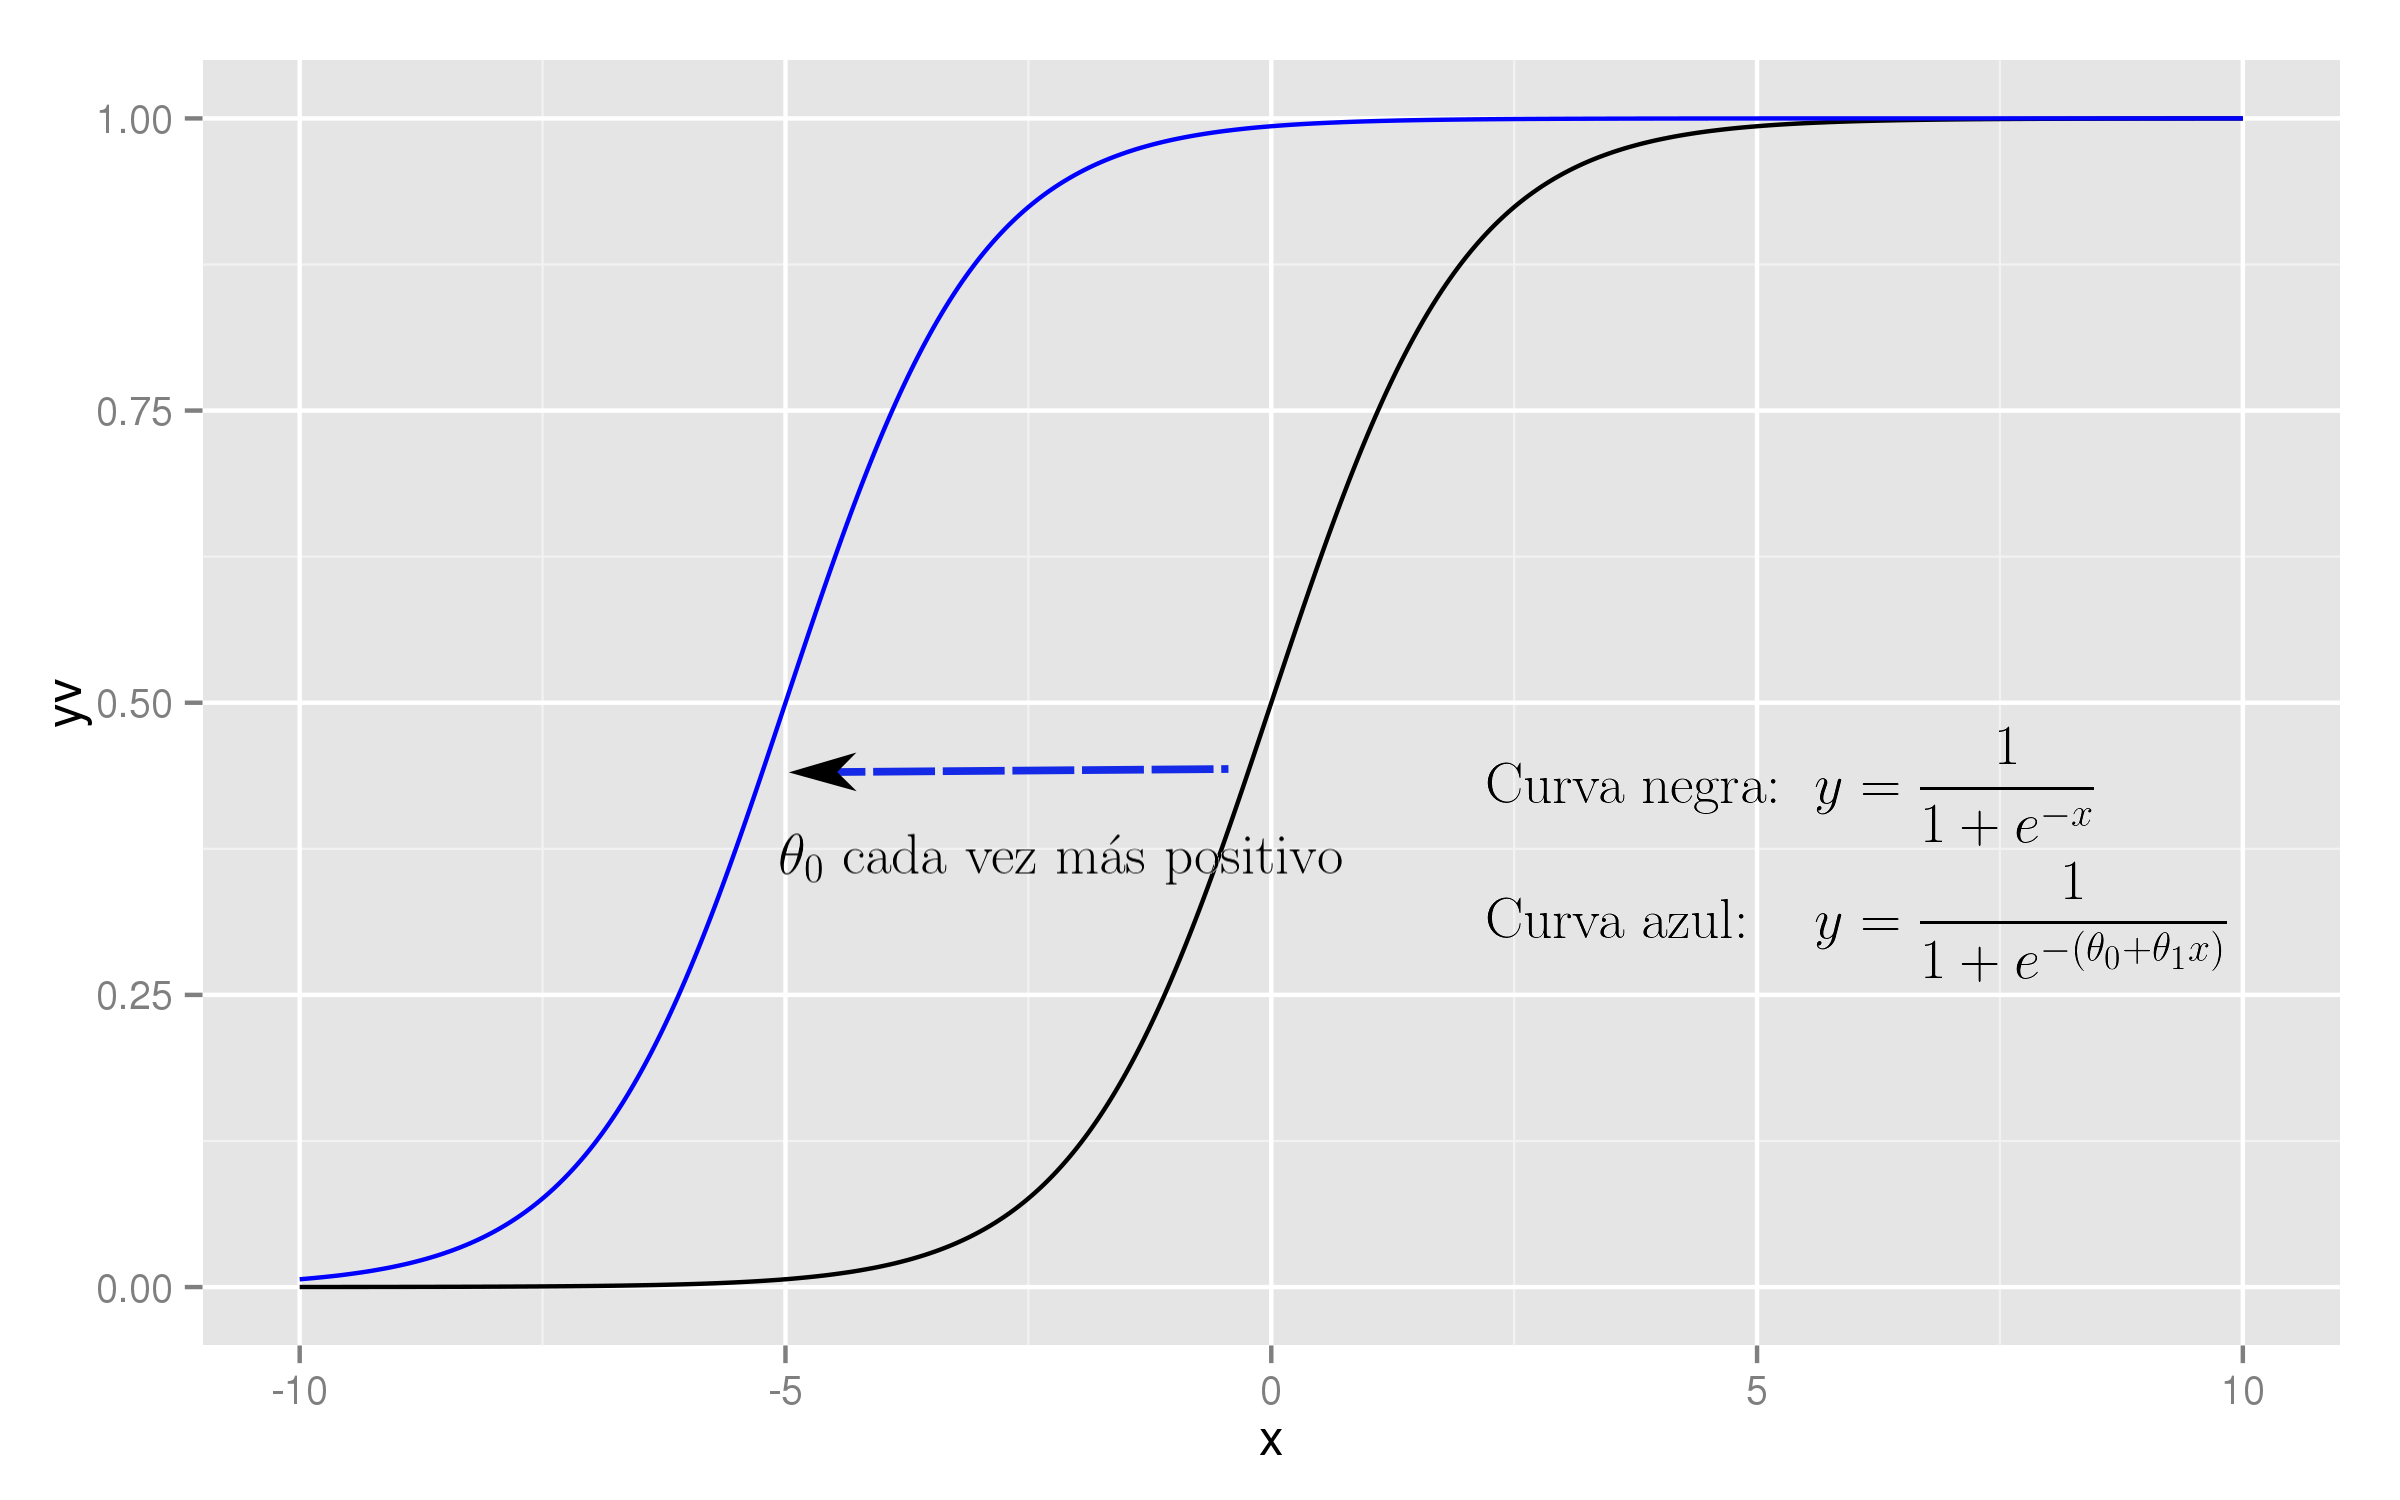 1.00
0.75
0.50
0.25
0.00
yv
θ₀ cada vez más positivo
Curva negra: y = 1 / (1 + e^{-x})
Curva azul: y = 1 / (1 + e^{-(θ₀+θ₁x)})
-10 -5 0 5 10
x